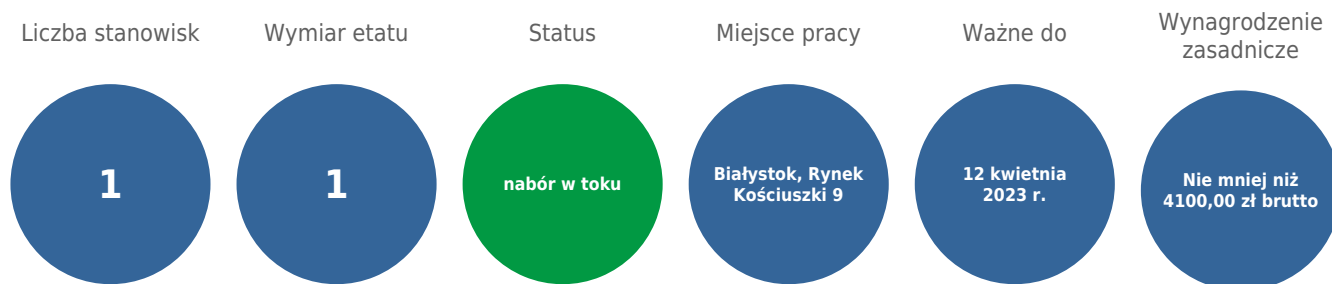 Liczba stanowisk
1
Wymiar etatu
1
Status
nabór w toku
Miejsce pracy
Białystok, Rynek
Kościuszki 9
Ważne do
12 kwietnia
2023 r.
Wynagrodzenie
zasadnicze
Nie mniej niż
4100,00 zł brutto